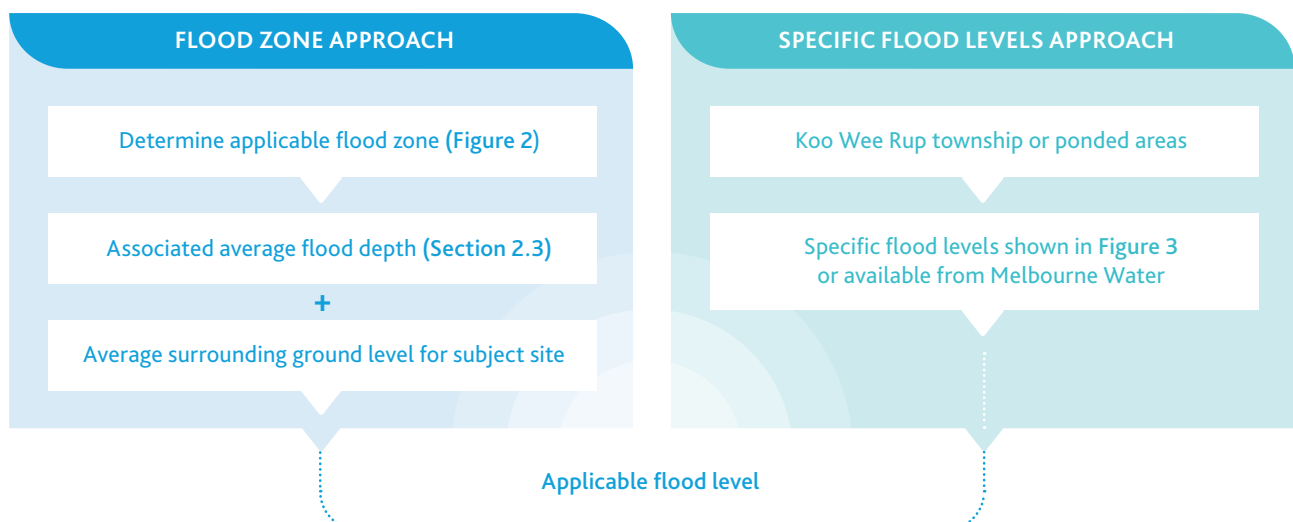 FLOOD ZONE APPROACH
Determine applicable flood zone (Figure 2)
Associated average flood depth (Section 2.3)
+
Average surrounding ground level for subject site
SPECIFIC FLOOD LEVELS APPROACH
Koo Wee Rup township or ponded areas
Specific flood levels shown in Figure 3
or available from Melbourne Water
Applicable flood level